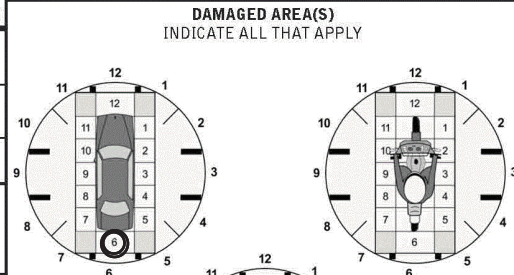 DAMAGED AREA(S)
INDICATE ALL THAT APPLY
12 12
11 1 11 1
12 12
10 2 10 2
11 1 11 1
10 2 10 2
9 9 3 3 9 9 3 3
8 4 8 4
7 5 7 5
8 4 8 4
6 6
7 5 7 5
6 6
12
11 1